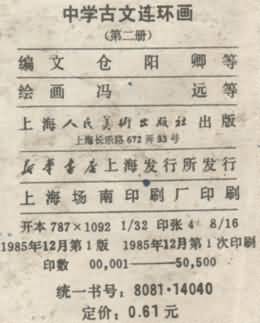 中学古文连环画
(第二册)
编文 仓阳卿等
绘画 冯远等
上海人民美术出版社出版
上海长乐路672弄33号
新华书店上海发行所发行
上海场南印刷厂印刷
开本787×1092 1/32 印张4 8/16
1985年12月第1版 1985年12月第1次印刷
印数 00,001——50,500
统一书号:8081·14040
定价:0.61元